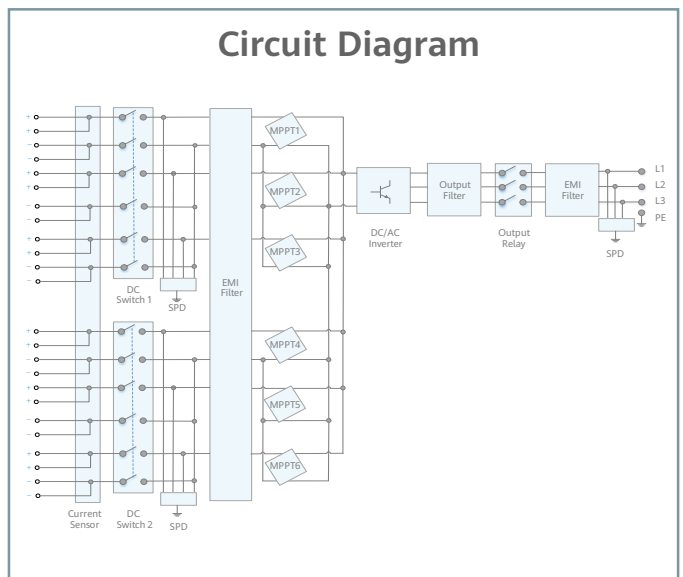 Circuit Diagram
MPPT1
MPPT2
MPPT3
MPPT4
MPPT5
MPPT6
EMI
Filter
DC
Switch 1
SPD
DC/AC
Inverter
Output
Filter
Output
Relay
EMI
Filter
L1
L2
L3
PE
SPD
Current
Sensor
DC
Switch 2
SPD